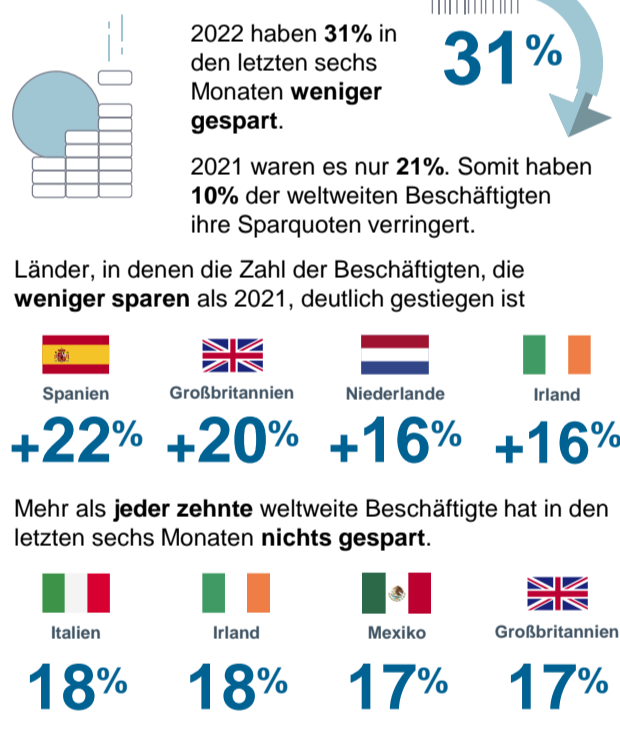 2022 haben 31% in
den letzten sechs
Monaten weniger
gespart.
31%
2021 waren es nur 21%. Somit haben
10% der weltweiten Beschäftigten
ihre Sparquoten verringert.
Länder, in denen die Zahl der Beschäftigten, die
weniger sparen als 2021, deutlich gestiegen ist
Spanien Großbritannien Niederlande Irland
+22% +20% +16% +16%
Mehr als jeder zehnte weltweite Beschäftigte hat in den
letzten sechs Monaten nichts gespart.
Italien Irland Mexiko Großbritannien
18% 18% 17% 17%